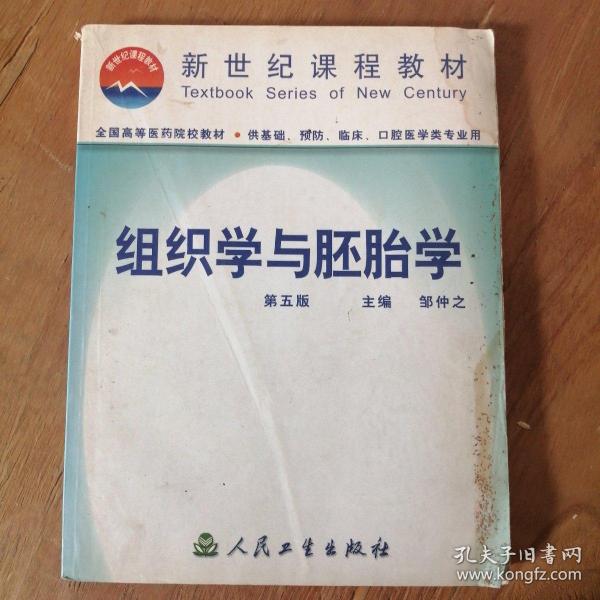 新世纪课程教材
新世纪课程教材
Textbook Series of New Century
全国高等医药院校教材 • 供基础、预防、临床、口腔医学类专业用
组织学与胚胎学
第五版 主编 邹仲之
人民卫生出版社
孔夫子旧书网
www.kongfz.com